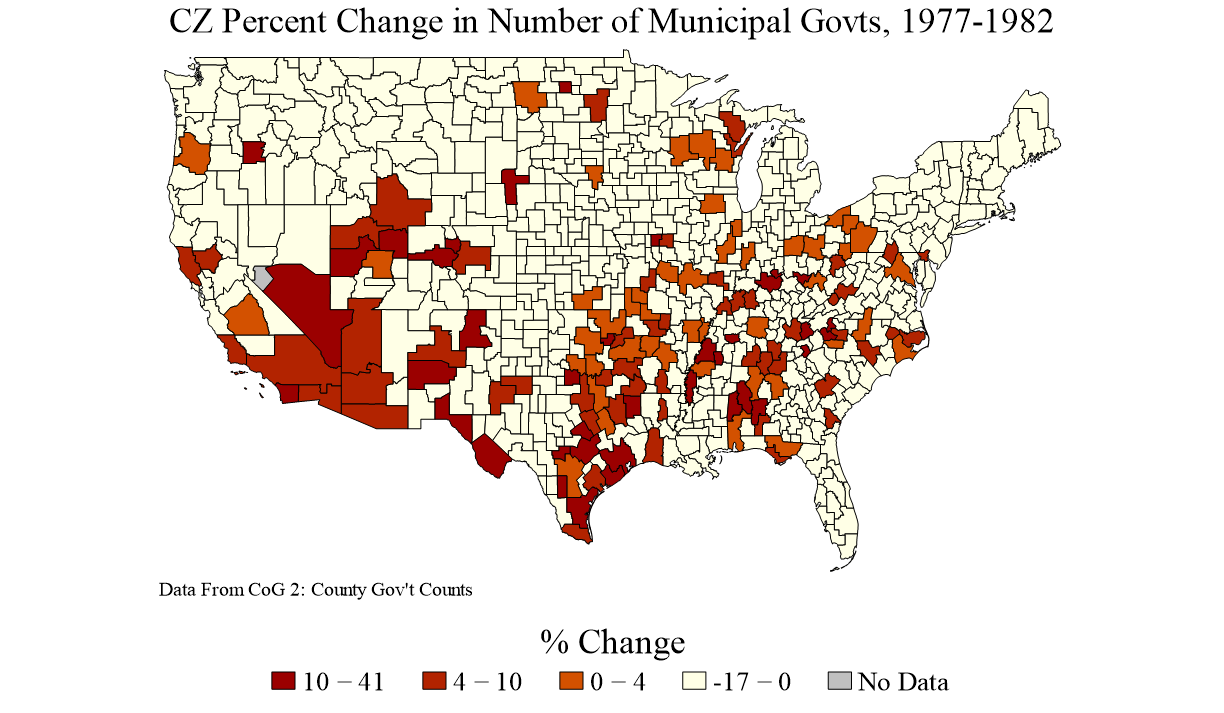 CZ Percent Change in Number of Municipal Govts, 1977-1982
Data From CoG 2: County Gov't Counts
% Change
10 − 41
4 − 10
0 − 4
-17 − 0
No Data